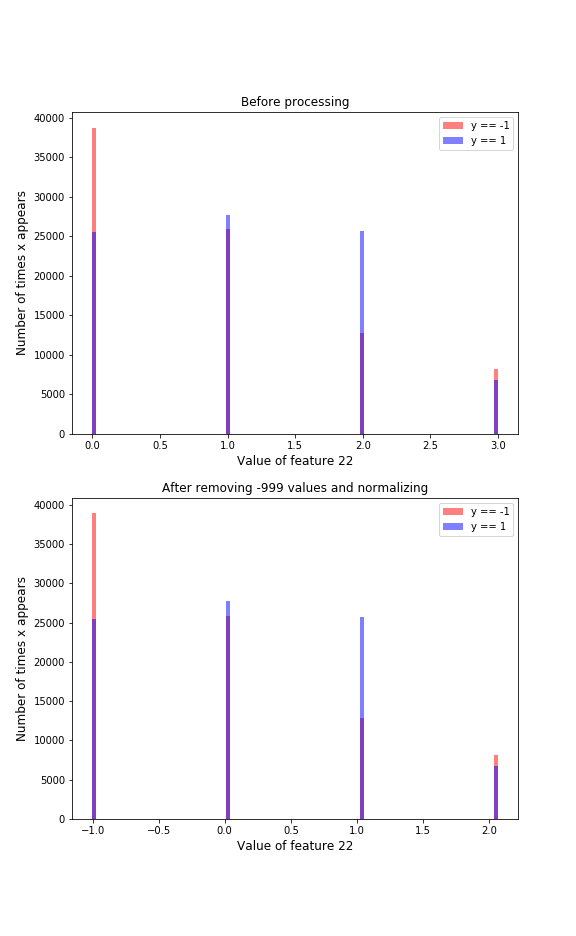 Before processing
y == -1
y == 1
40000
35000
30000
25000
20000
15000
10000
5000
0
Number of times x appears
0.0 0.5 1.0 1.5 2.0 2.5 3.0
Value of feature 22
After removing -999 values and normalizing
y == -1
y == 1
40000
35000
30000
25000
20000
15000
10000
5000
0
Number of times x appears
−1.0 −0.5 0.0 0.5 1.0 1.5 2.0
Value of feature 22